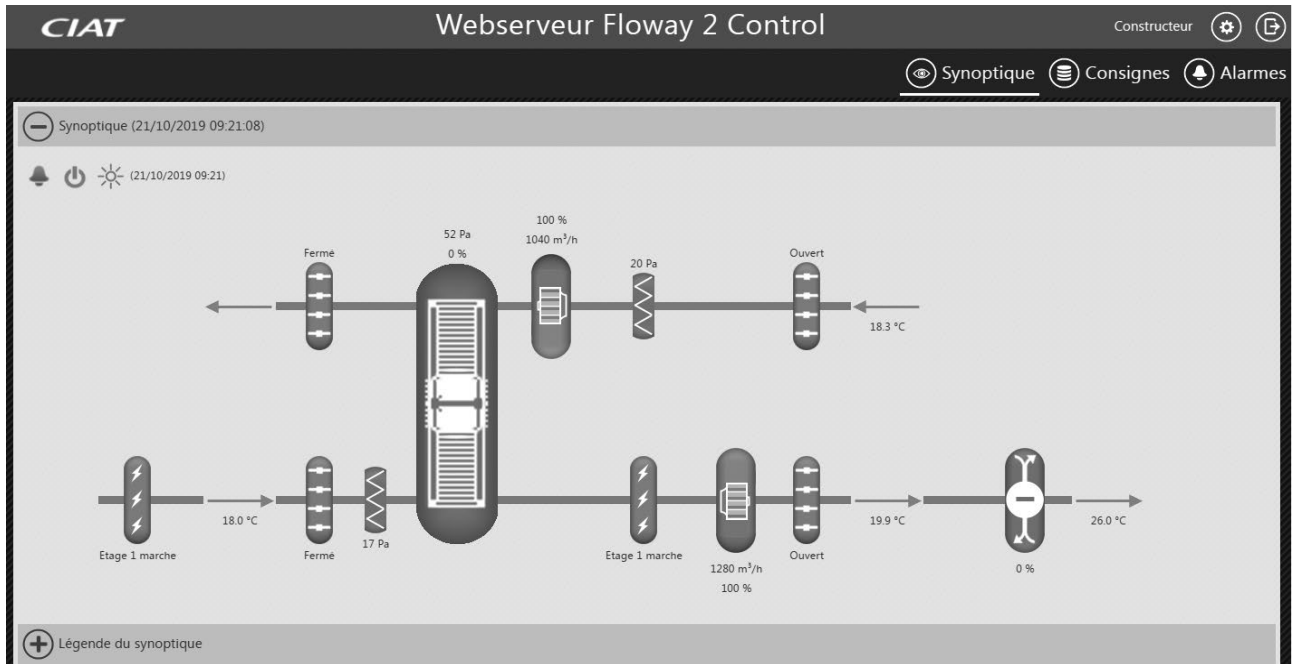 CIAT
Webserveur Floway 2 Control
Constructeur
Synoptique
Consignes
Alarmes
Synoptique (21/10/2019 09:21:08)
(21/10/2019 09:21)
Fermé
52 Pa
0 %
100 %
1040 m³/h
20 Pa
Ouvert
18.3 °C
Etage 1 marche
18.0 °C
Fermé
17 Pa
Etage 1 marche
1280 m³/h
100 %
Ouvert
19.9 °C
0 %
26.0 °C
Légende du synoptique